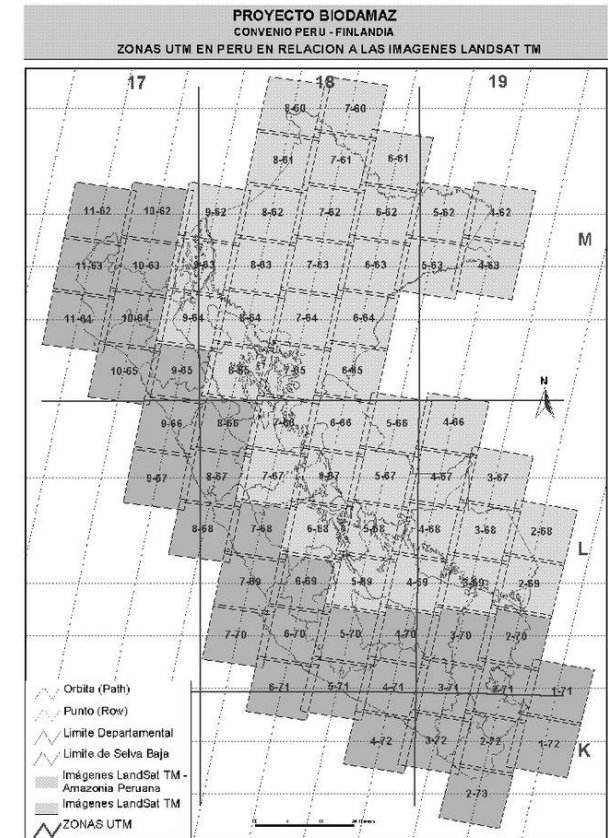 PROYECTO BIODAMAZ
CONVENIO PERU - FINLANDIA
ZONAS UTM EN PERU EN RELACION A LAS IMAGENES LANDSAT TM
17 18 19
8-60 7-60
8-61 7-61 6-61
11-62 10-62 9-62 8-62 7-62 6-62 5-62 4-62
M
11-63 10-63 9-63 8-63 7-63 6-63 5-63 4-63
11-64 10-64 9-64 8-64 7-64 6-64
10-65 9-65 8-65 7-65 6-65
N
9-66 8-66 7-66 6-66 5-66 4-66
9-67 8-67 7-67 6-67 5-67 4-67 3-67
8-68 7-68 6-68 5-68 4-68 3-68 2-68
L
7-69 6-69 5-69 4-69 3-69 2-69
7-70 6-70 5-70 4-70 3-70 2-70
6-71 5-71 4-71 3-71 2-71 1-71
4-72 3-72 2-72 1-72
K
2-73
Orbita (Path)
Punto (Row)
Limite Departamental
Limite de Selva Baja
Imágenes LandSat TM -
Amazonia Peruana
Imágenes LandSat TM
ZONAS UTM